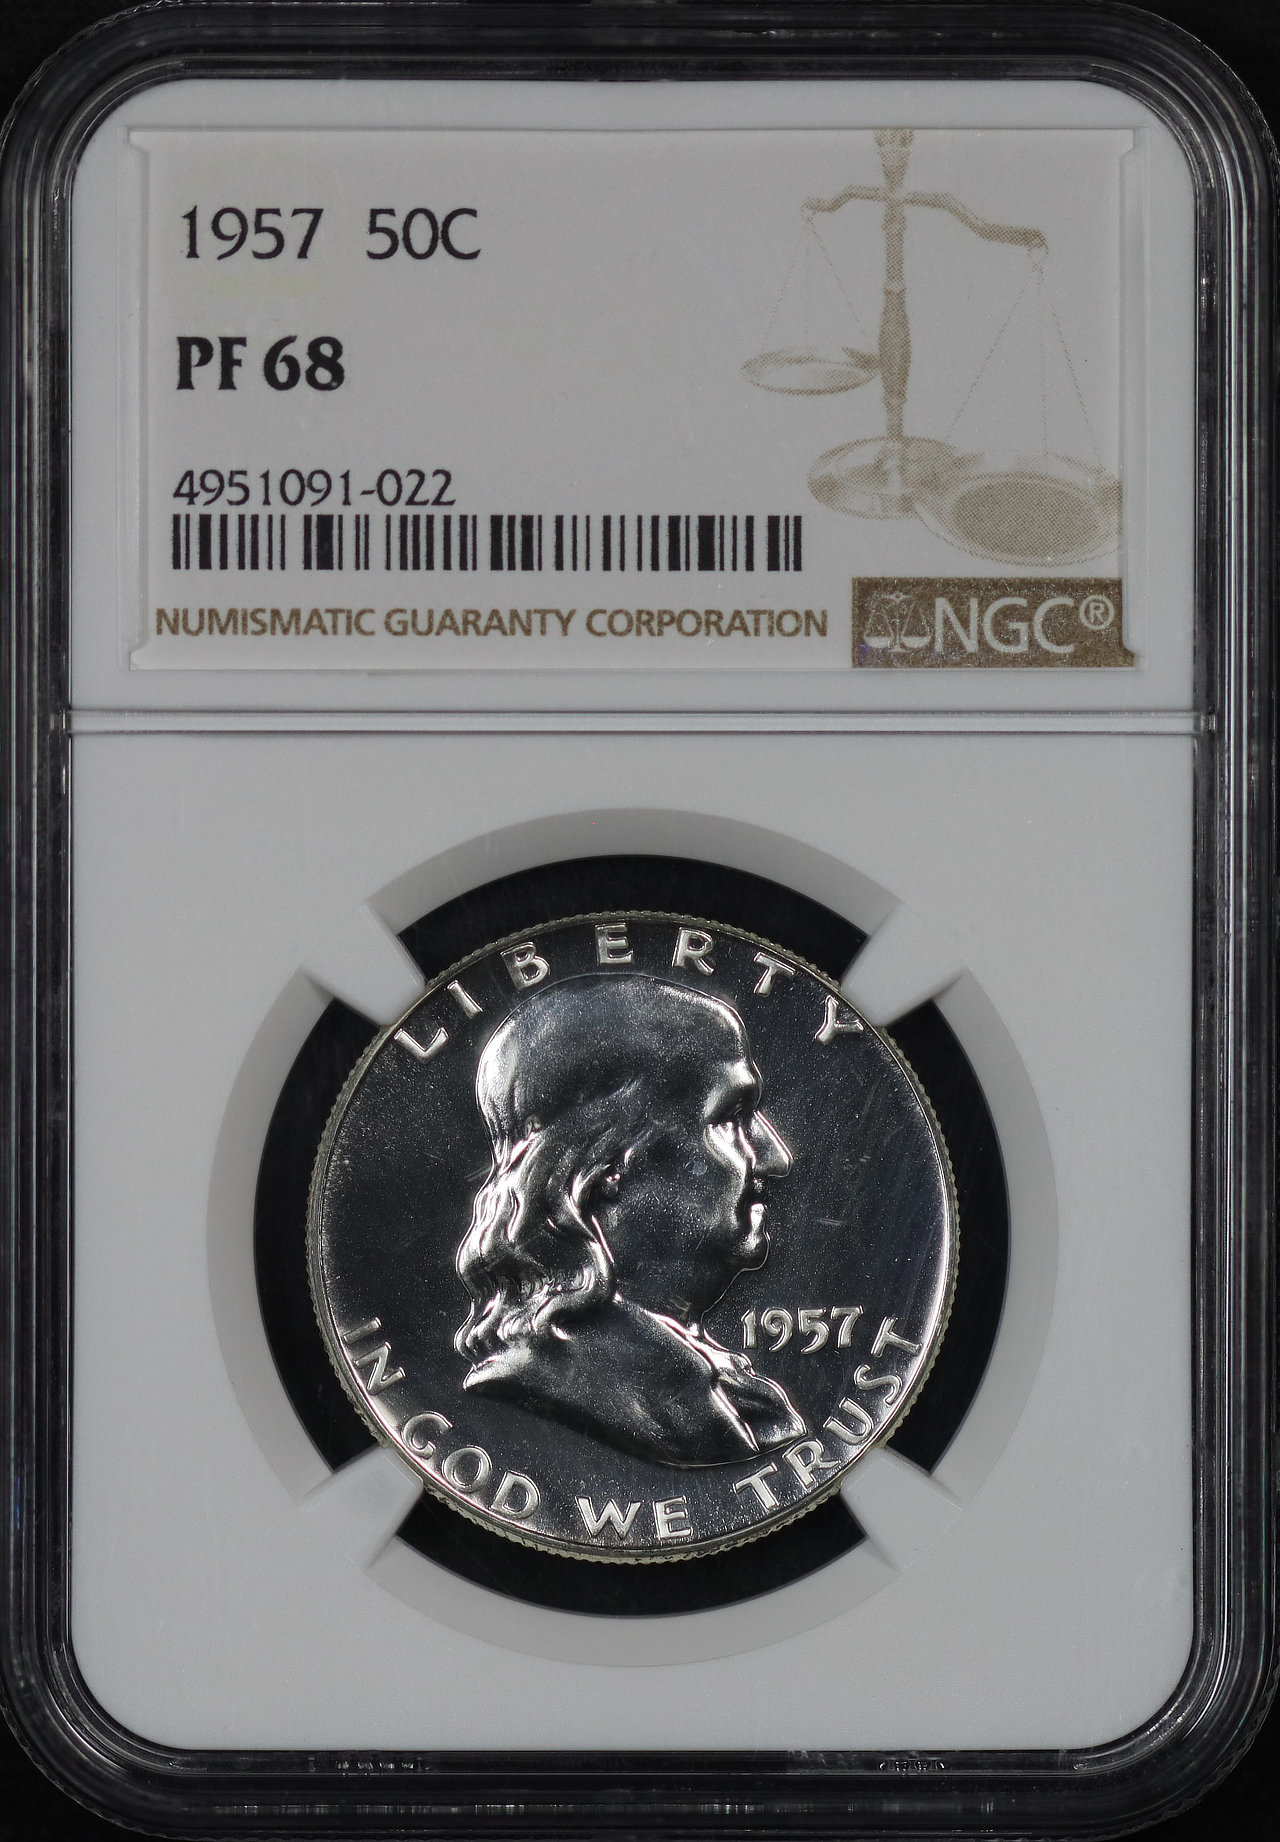 1957 50C
PF 68
4951091-022
NUMISMATIC GUARANTY CORPORATION
NGC®
LIBERTY
1957
IN GOD WE TRUST